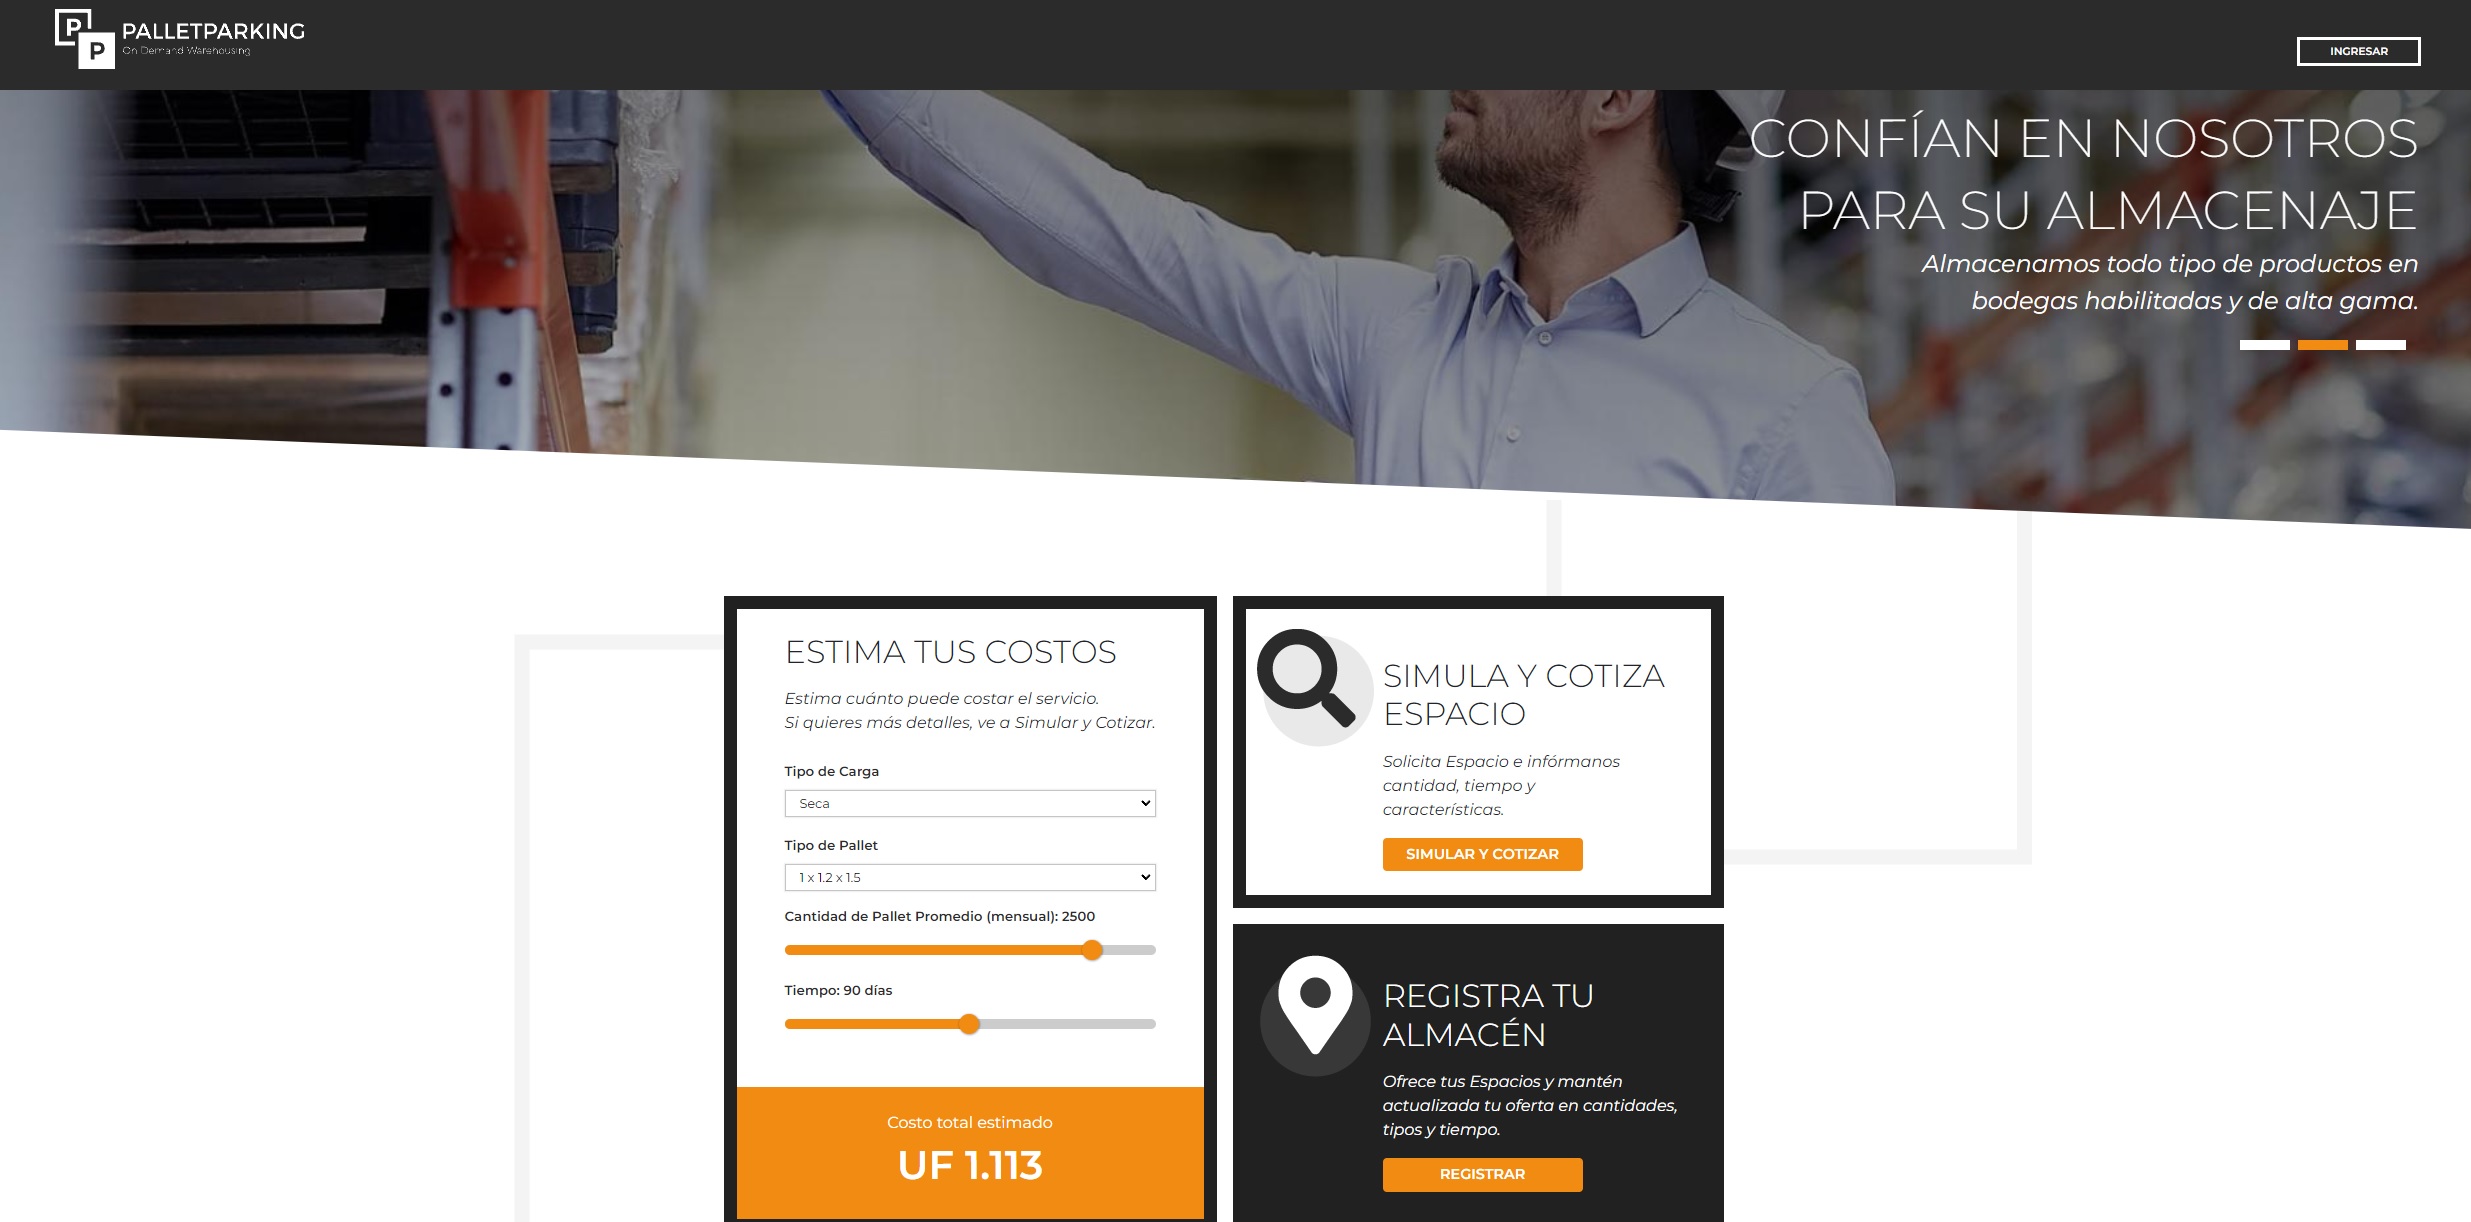 P
P
PALLETPARKING
On Demand Warehousing
INGRESAR
CONFÍAN EN NOSOTROS
PARA SU ALMACENAJE
Almacenamos todo tipo de productos en
bodegas habilitadas y de alta gama.
ESTIMA TUS COSTOS
Estima cuánto puede costar el servicio.
Si quieres más detalles, ve a Simular y Cotizar.
Tipo de Carga
Seca
Tipo de Pallet
1 x 1.2 x 1.5
Cantidad de Pallet Promedio (mensual): 2500
Tiempo: 90 días
Costo total estimado
UF 1.113
SIMULA Y COTIZA
ESPACIO
Solicita Espacio e infórmanos
cantidad, tiempo y
características.
SIMULAR Y COTIZAR
REGISTRA TU
ALMACÉN
Ofrece tus Espacios y mantén
actualizada tu oferta en cantidades,
tipos y tiempo.
REGISTRAR